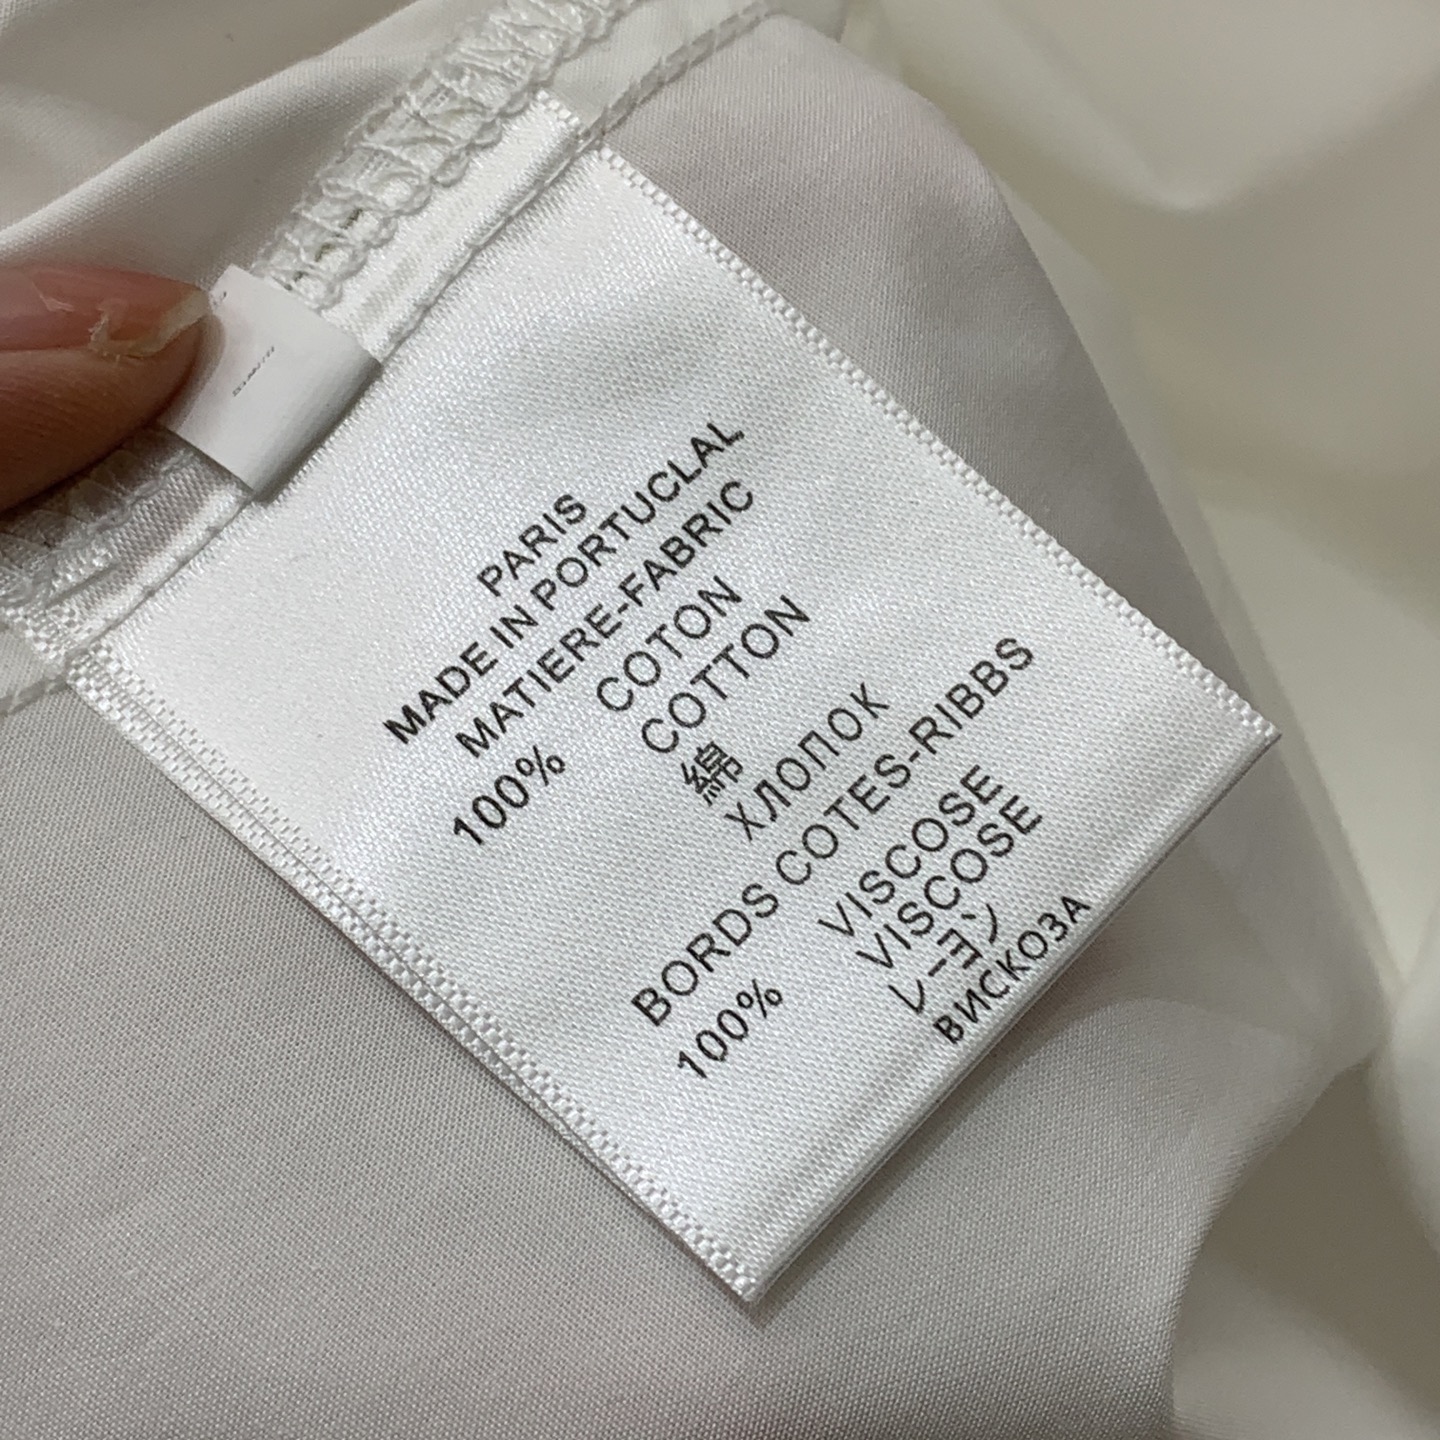 PARIS
MADE IN PORTUCLAL
MATIERE-FABRIC
100% COTON
COTTON
綿
ХЛОПОК
BORDS COTES-RIBBS
100% VISCOSE
VISCOSE
レーヨン
ВИСКОЗА